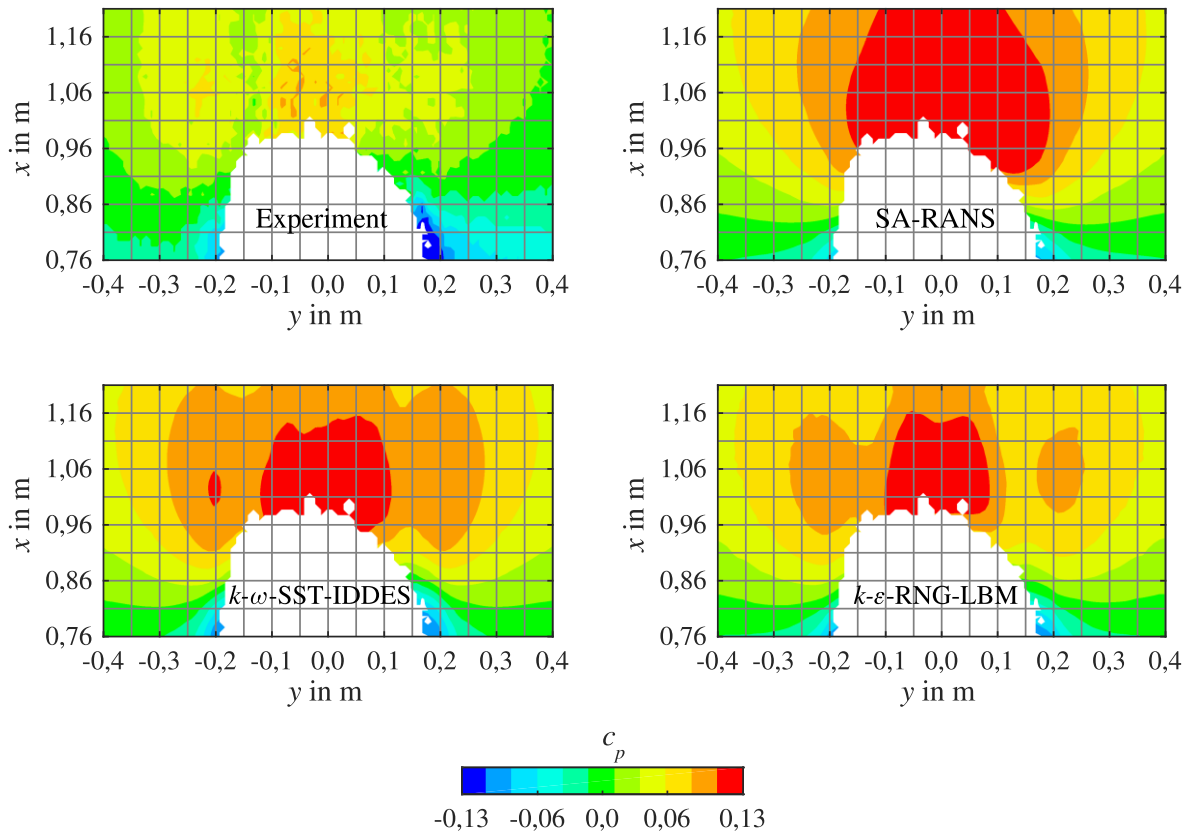 1,16
1,06
0,96
0,86
0,76
x in m
Experiment
-0,4 -0,3 -0,2 -0,1 0,0 0,1 0,2 0,3 0,4
y in m
1,16
1,06
0,96
0,86
0,76
x in m
SA-RANS
-0,4 -0,3 -0,2 -0,1 0,0 0,1 0,2 0,3 0,4
y in m
1,16
1,06
0,96
0,86
0,76
x in m
k-ω-SST-IDDES
-0,4 -0,3 -0,2 -0,1 0,0 0,1 0,2 0,3 0,4
y in m
1,16
1,06
0,96
0,86
0,76
x in m
k-ε-RNG-LBM
-0,4 -0,3 -0,2 -0,1 0,0 0,1 0,2 0,3 0,4
y in m
c_p
-0,13 -0,06 0,0 0,06 0,13